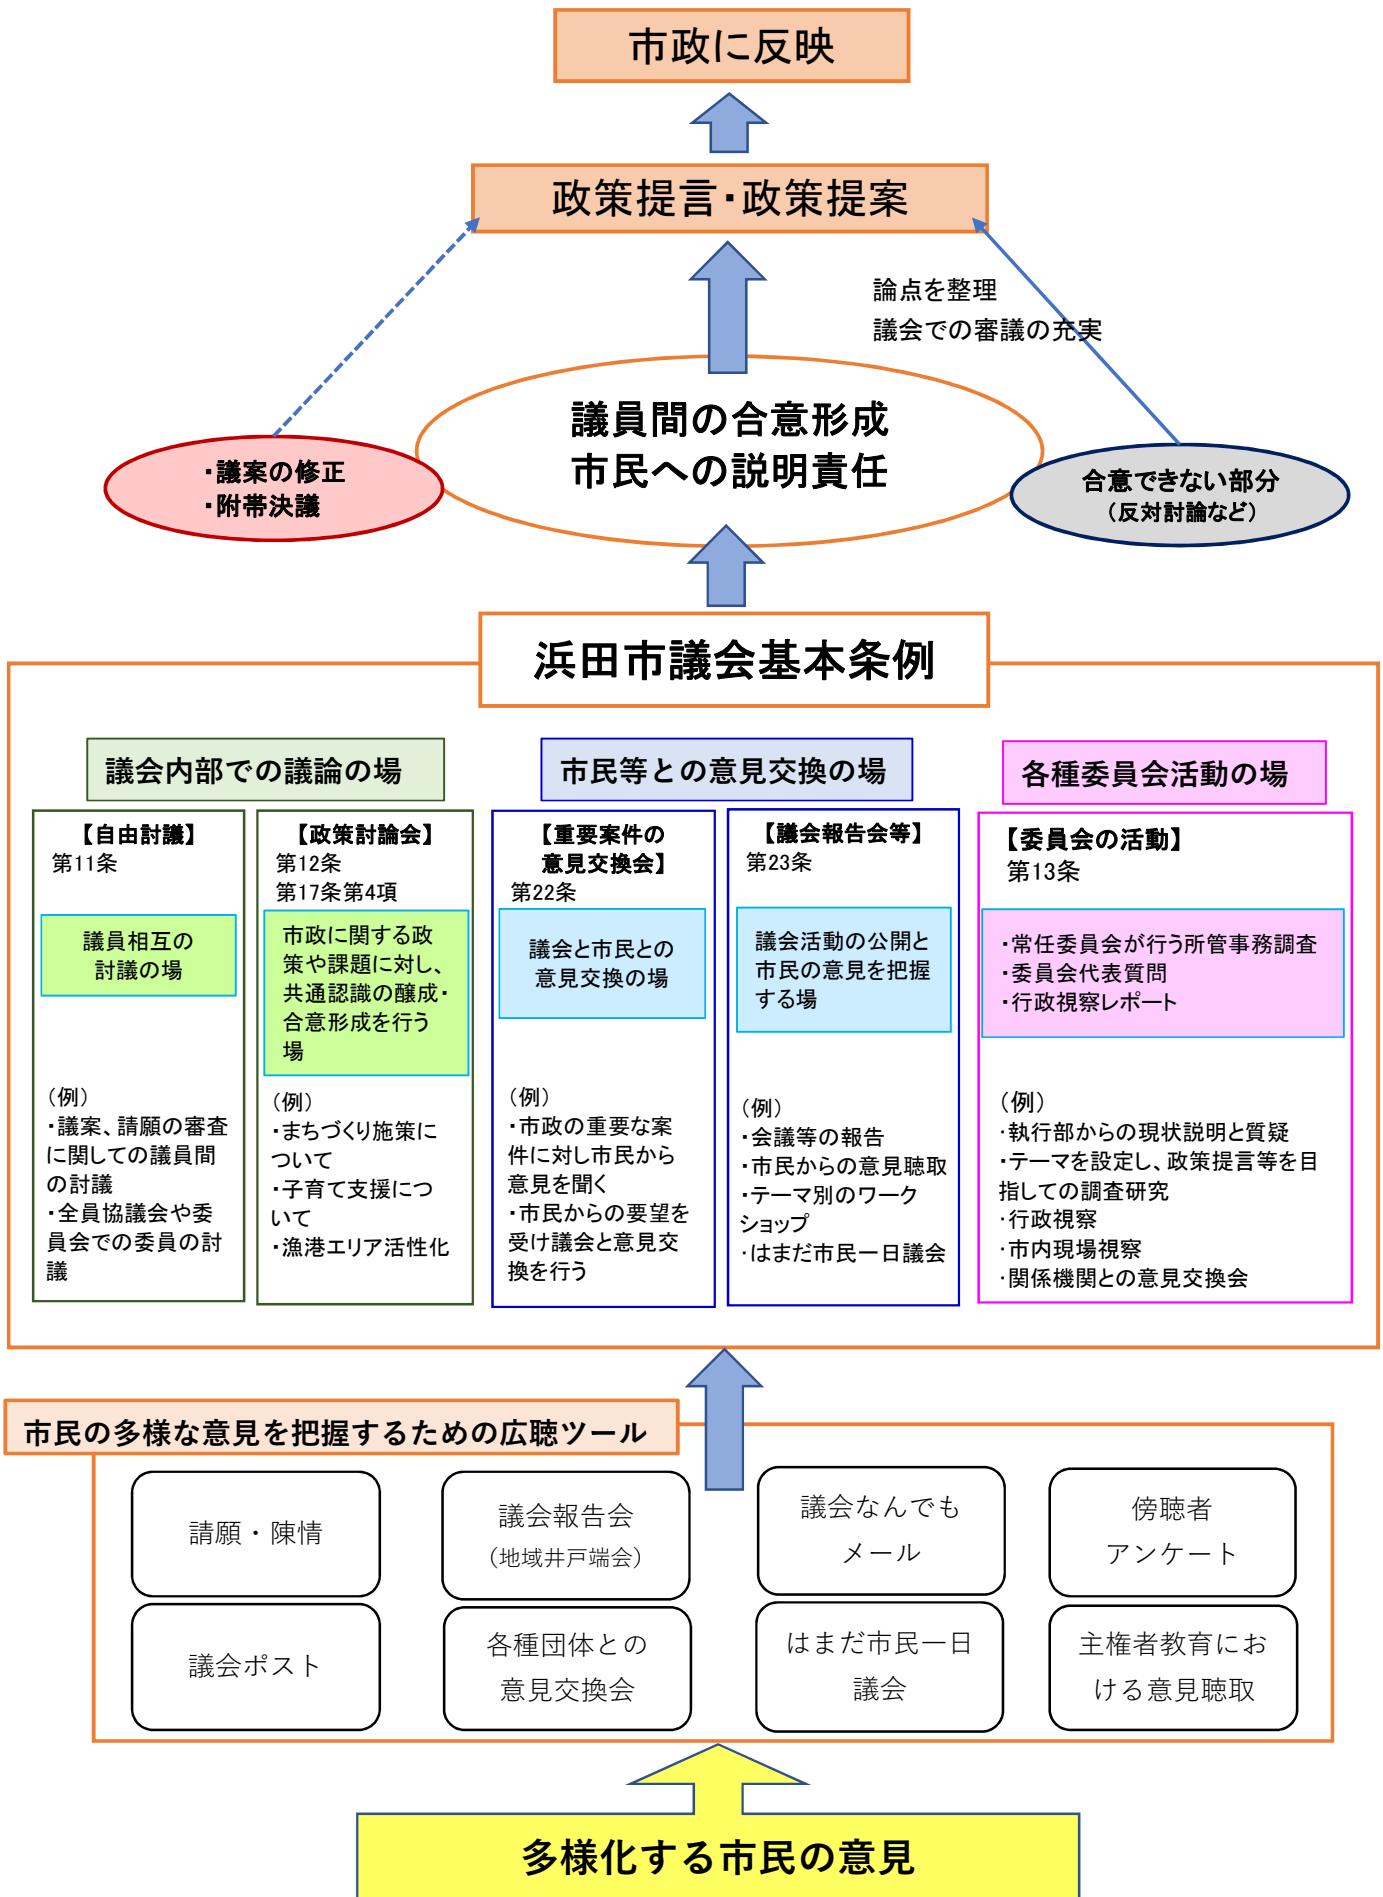 市政に反映
政策提言・政策提案
論点を整理
議会での審議の充実
議員間の合意形成
市民への説明責任
・議案の修正
・附帯決議
合意できない部分
（反対討論など）
浜田市議会基本条例
議会内部での議論の場
【自由討議】
第11条
議員相互の
討議の場
（例）
・議案、請願の審査
に関しての議員間
の討議
・全員協議会や委
員会での委員の討
議
【政策討論会】
第12条
第17条第4項
市政に関する政
策や課題に対し、
共通認識の醸成・
合意形成を行う
場
（例）
・まちづくり施策に
ついて
・子育て支援につ
いて
・漁港エリア活性化
市民等との意見交換の場
【重要案件の
意見交換会】
第22条
議会と市民との
意見交換の場
（例）
・市政の重要な案
件に対し市民から
意見を聞く
・市民からの要望を
受け議会と意見交
換を行う
【議会報告会等】
第23条
議会活動の公開と
市民の意見を把握
する場
（例）
・会議等の報告
・市民からの意見聴取
・テーマ別のワーク
ショップ
・はまだ市民一日議会
各種委員会活動の場
【委員会の活動】
第13条
・常任委員会が行う所管事務調査
・委員会代表質問
・行政視察レポート
（例）
・執行部からの現状説明と質疑
・テーマを設定し、政策提言等を目
指しての調査研究
・行政視察
・市内現場視察
・関係機関との意見交換会
市民の多様な意見を把握するための広聴ツール
請願・陳情
議会報告会
（地域井戸端会）
議会なんでも
メール
傍聴者
アンケート
議会ポスト
各種団体との
意見交換会
はまだ市民一日
議会
主権者教育にお
ける意見聴取
多様化する市民の意見